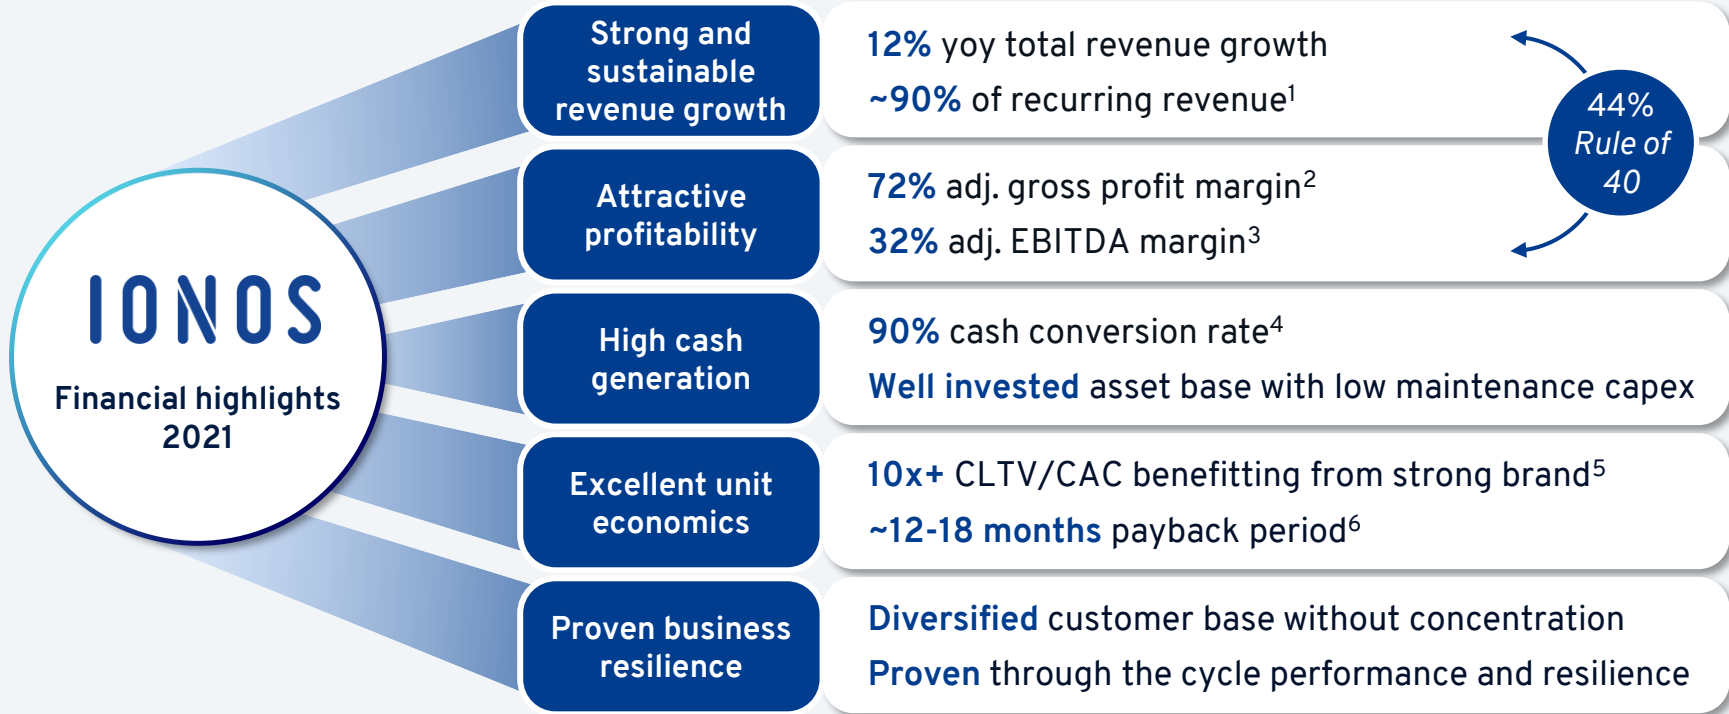 IONOS
Financial highlights
2021
Strong and
sustainable
revenue growth
12% yoy total revenue growth
~90% of recurring revenue¹
44%
Rule of
40
Attractive
profitability
72% adj. gross profit margin²
32% adj. EBITDA margin³
High cash
generation
90% cash conversion rate⁴
Well invested asset base with low maintenance capex
Excellent unit
economics
10x+ CLTV/CAC benefitting from strong brand⁵
~12-18 months payback period⁶
Proven business
resilience
Diversified customer base without concentration
Proven through the cycle performance and resilience